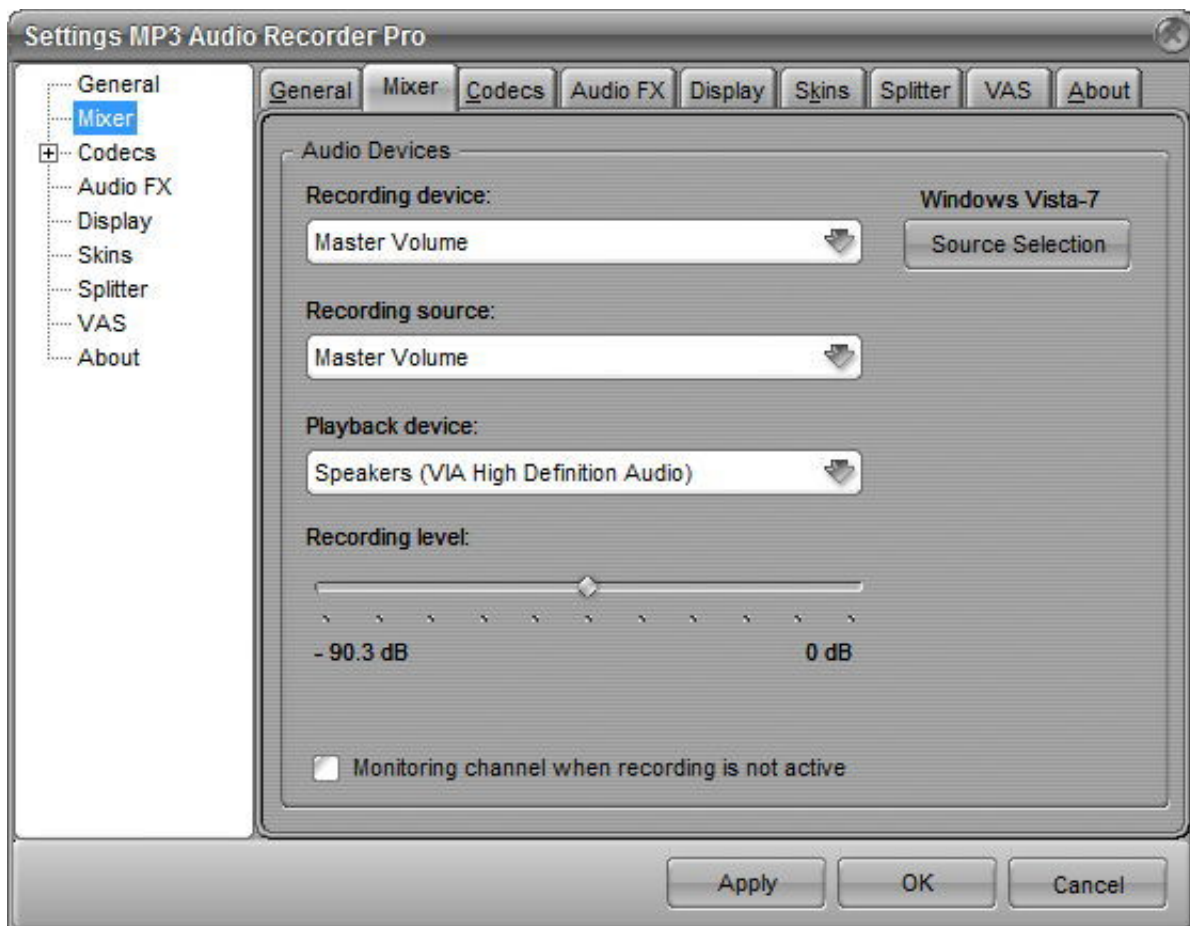 Settings MP3 Audio Recorder Pro
General
Mixer
Codecs
Audio FX
Display
Skins
Splitter
VAS
About
General Mixer Codecs Audio FX Display Skins Splitter VAS About
Audio Devices
Recording device:
Windows Vista-7
Master Volume
Source Selection
Recording source:
Master Volume
Playback device:
Speakers (VIA High Definition Audio)
Recording level:
- 90.3 dB 0 dB
Monitoring channel when recording is not active
Apply OK Cancel